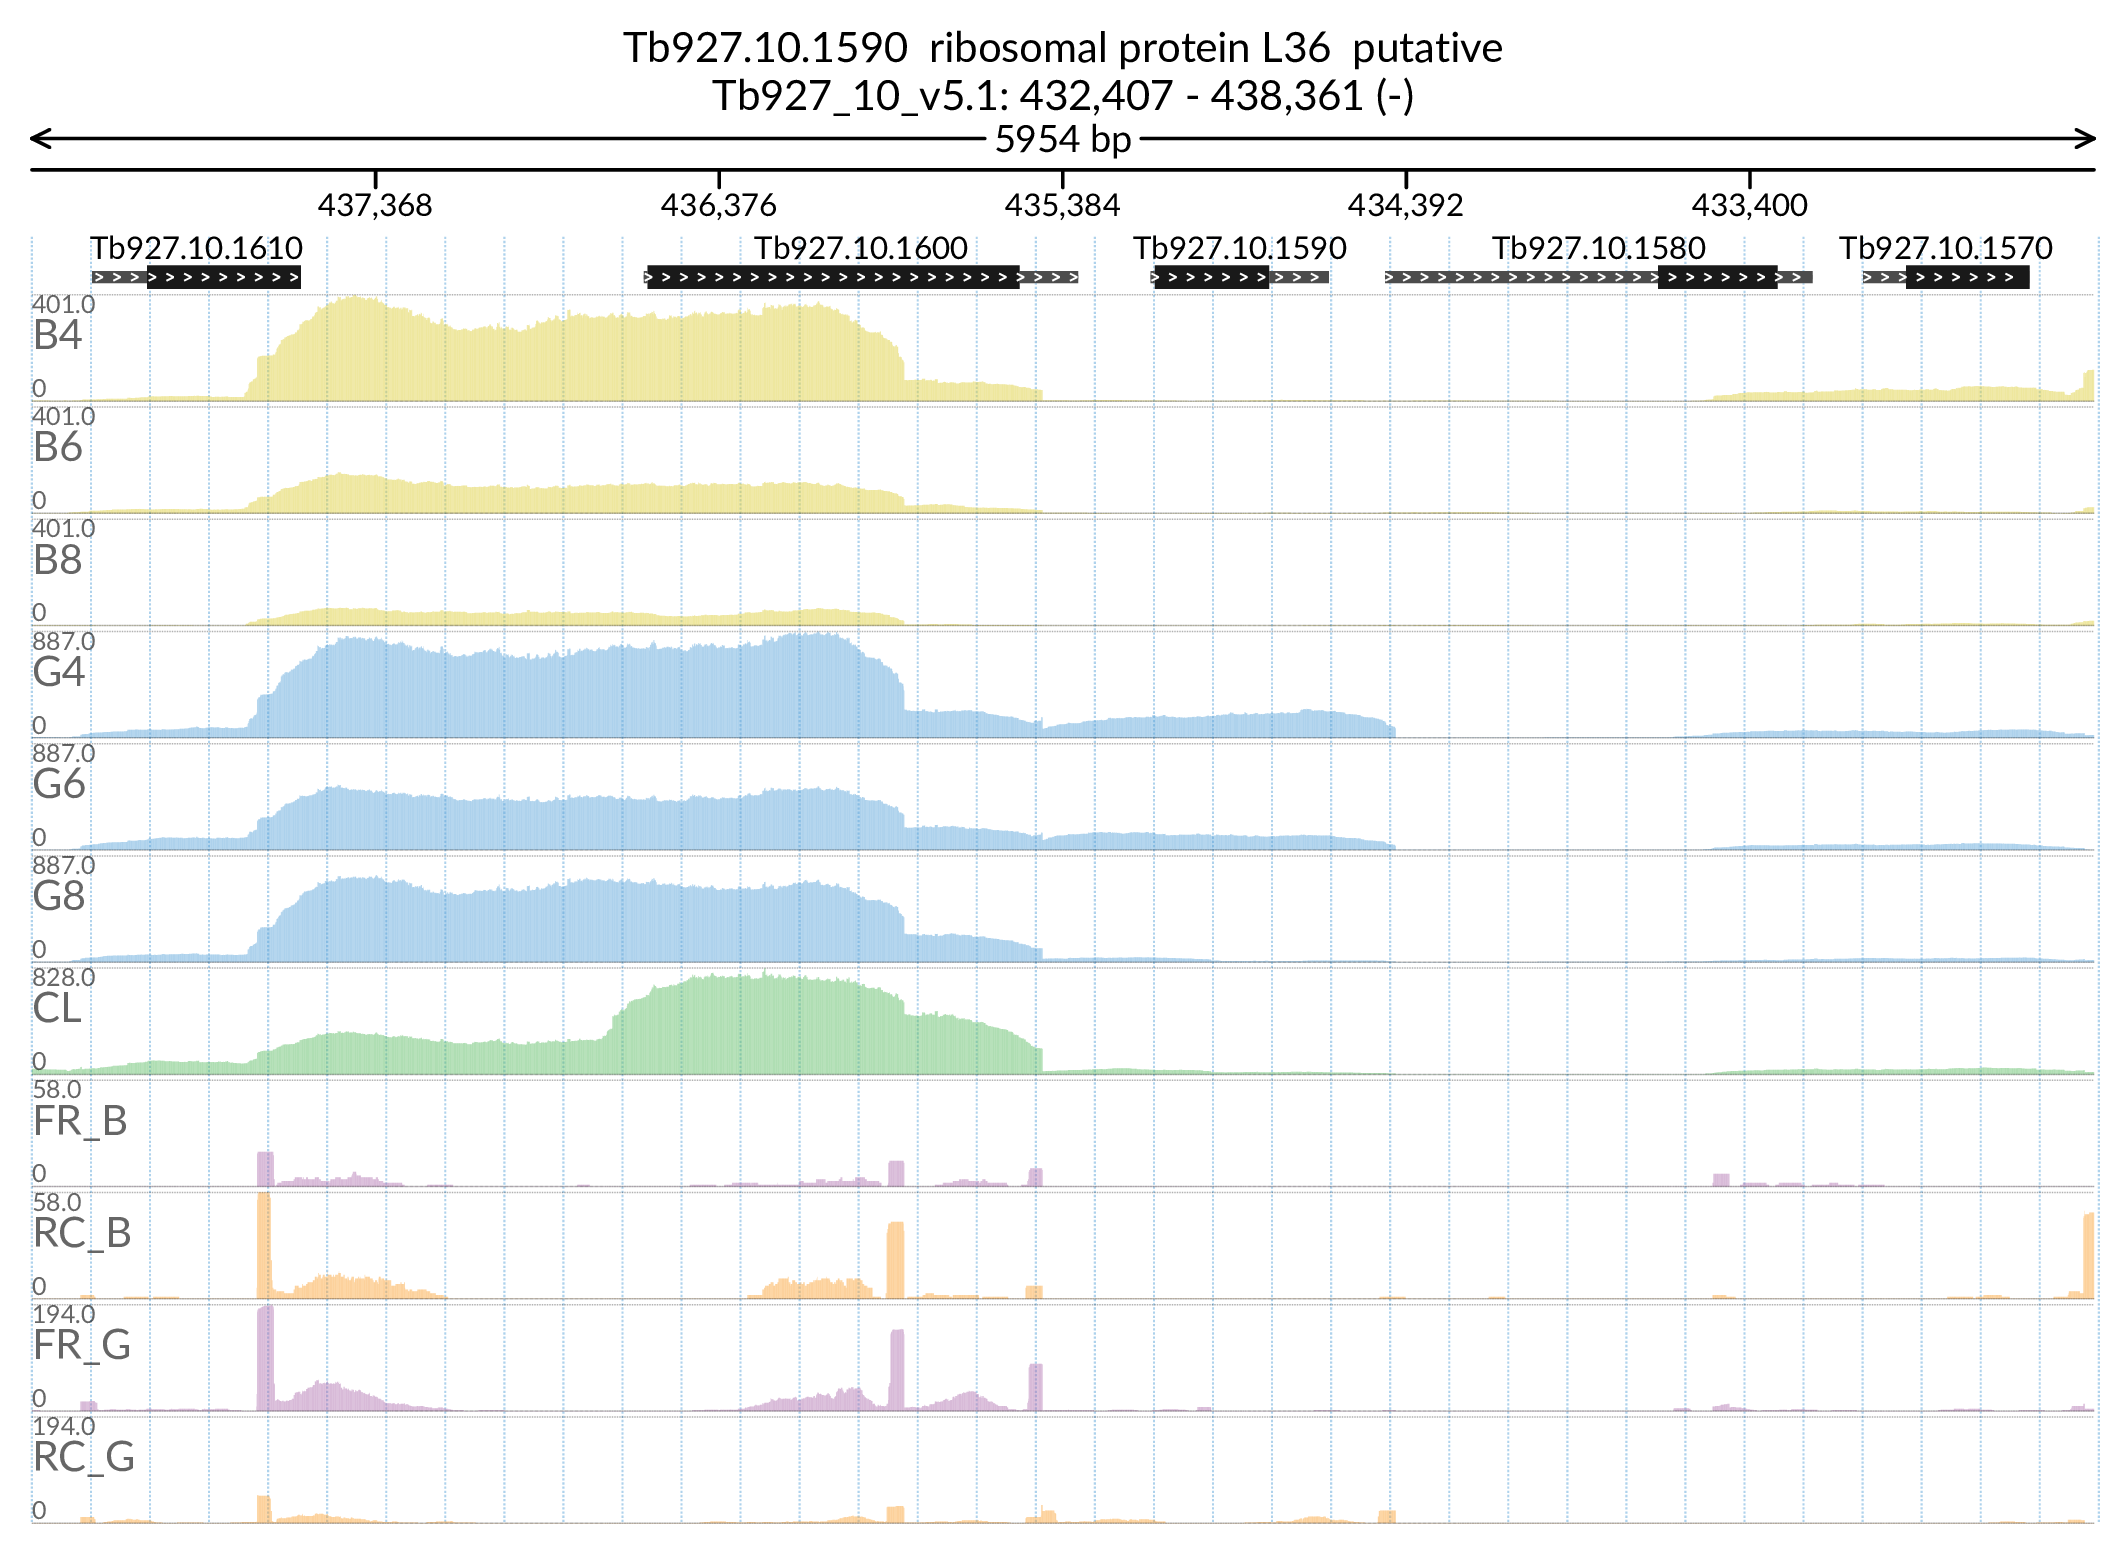 Tb927.10.1590  ribosomal protein L36  putative
Tb927_10_v5.1: 432,407 - 438,361 (-)
5954 bp
437,368 436,376 435,384 434,392 433,400
Tb927.10.1610 Tb927.10.1600 Tb927.10.1590 Tb927.10.1580 Tb927.10.1570
401.0
B4
0
401.0
B6
0
401.0
B8
0
887.0
G4
0
887.0
G6
0
887.0
G8
0
828.0
CL
0
58.0
FR_B
0
58.0
RC_B
0
194.0
FR_G
0
194.0
RC_G
0